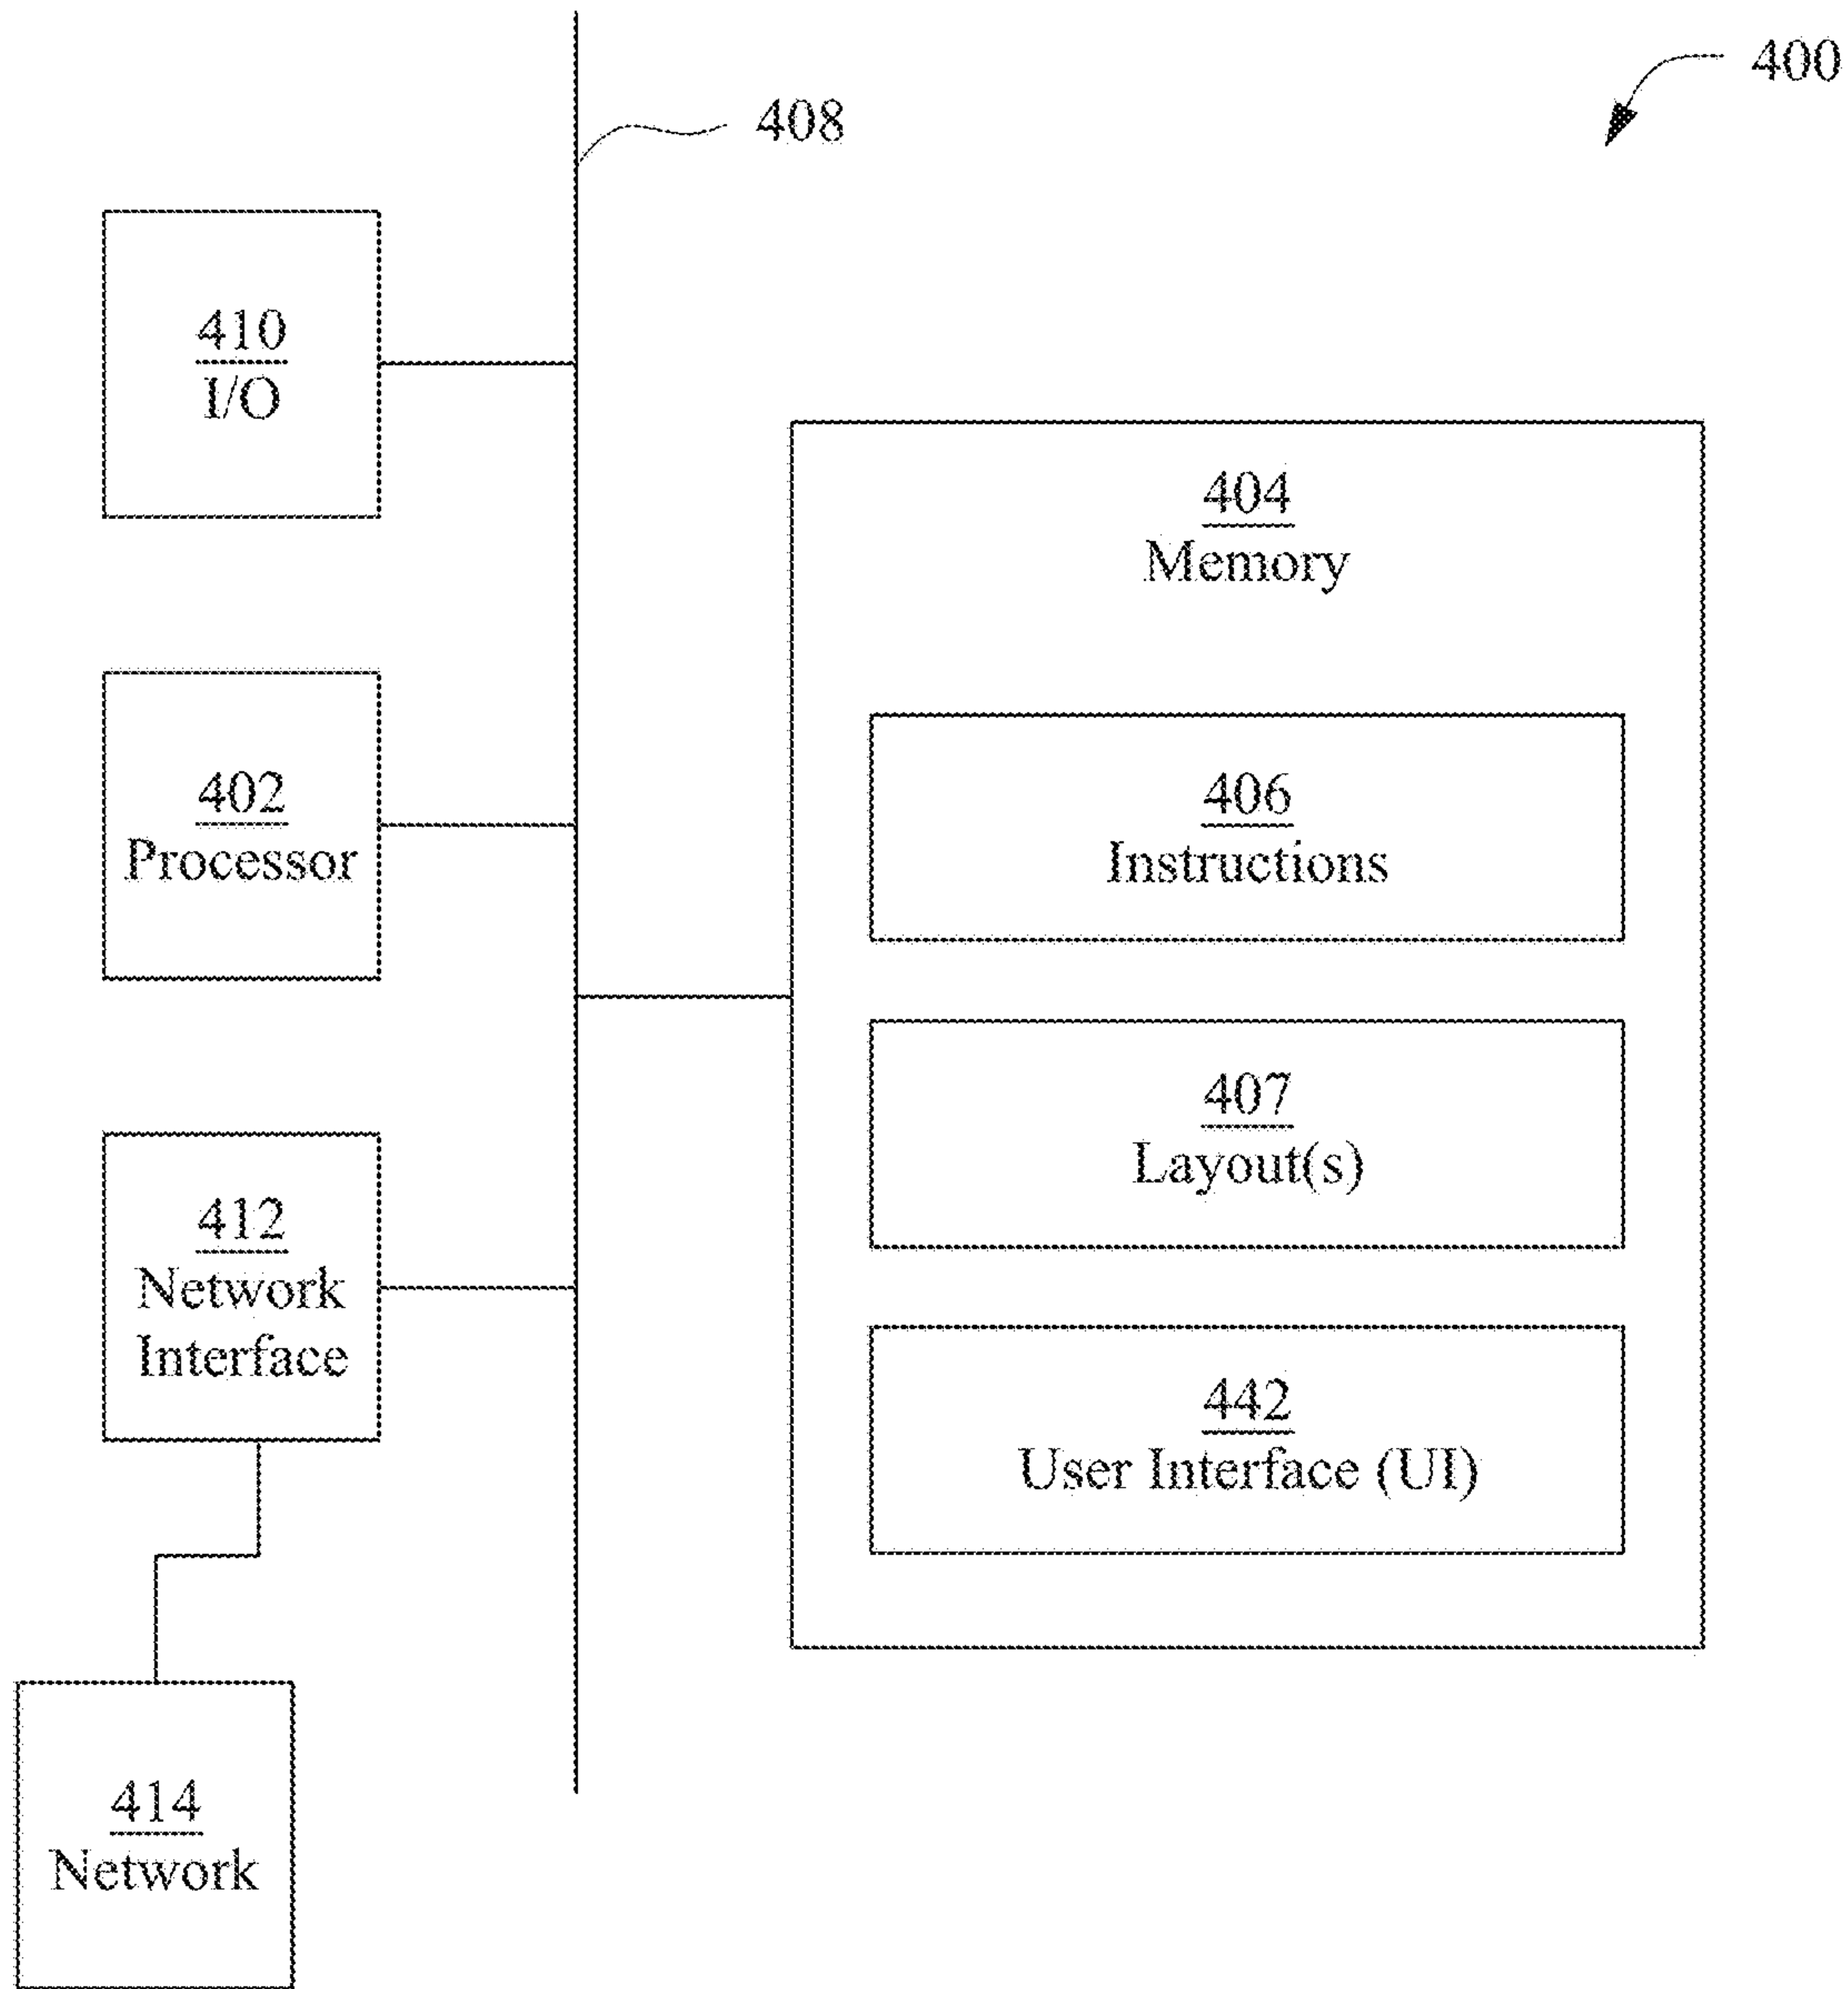 400
408
410
I/O
404
Memory
402
Processor
406
Instructions
407
Layout(s)
412
Network
Interface
442
User Interface (UI)
414
Network